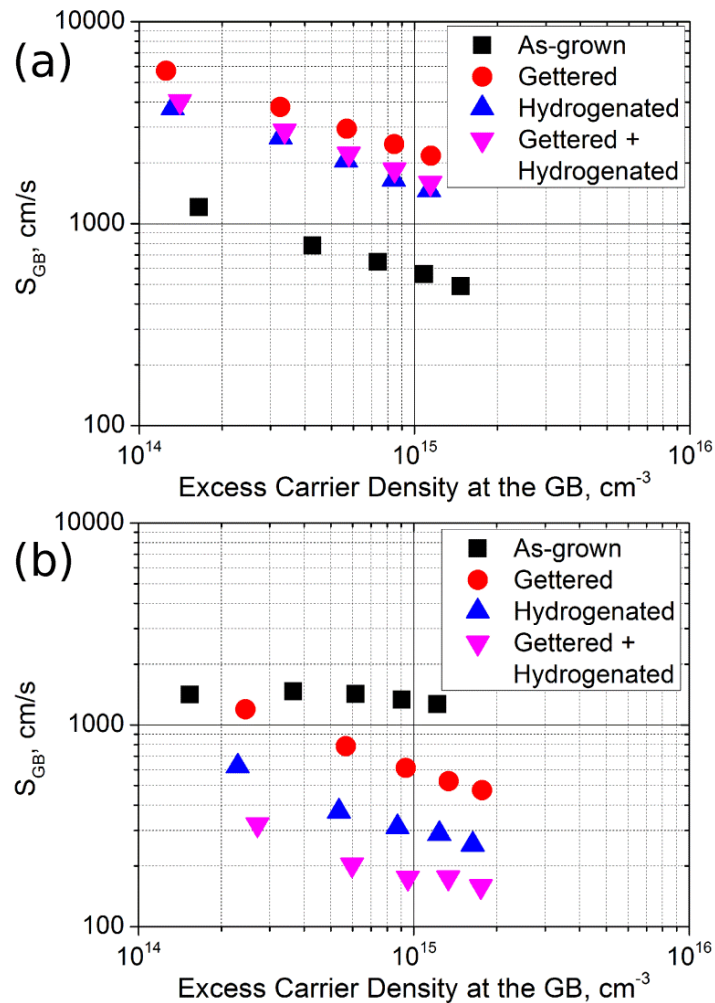 (a)
As-grown
Gettered
Hydrogenated
Gettered +
Hydrogenated
10000
1000
100
S_GB, cm/s
10^14
10^15
10^16
Excess Carrier Density at the GB, cm^-3
(b)
As-grown
Gettered
Hydrogenated
Gettered +
Hydrogenated
10000
1000
100
S_GB, cm/s
10^14
10^15
10^16
Excess Carrier Density at the GB, cm^-3